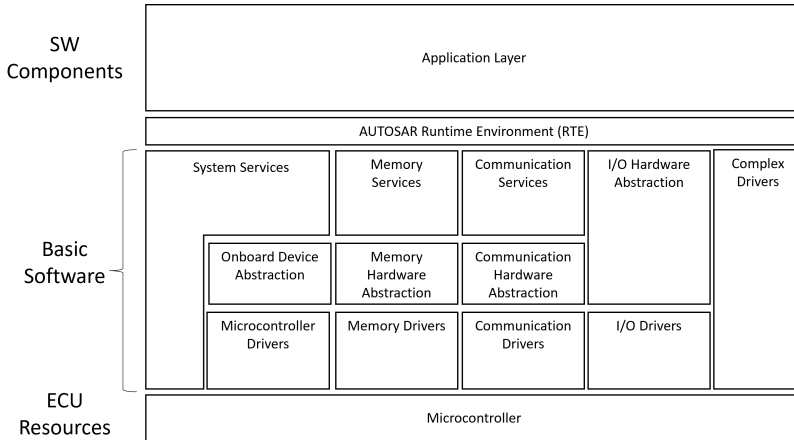 SW
Components
Application Layer
AUTOSAR Runtime Environment (RTE)
Basic
Software
System Services
Memory
Services
Communication
Services
I/O Hardware
Abstraction
Complex
Drivers
Onboard Device
Abstraction
Memory
Hardware
Abstraction
Communication
Hardware
Abstraction
Microcontroller
Drivers
Memory Drivers
Communication
Drivers
I/O Drivers
ECU
Resources
Microcontroller